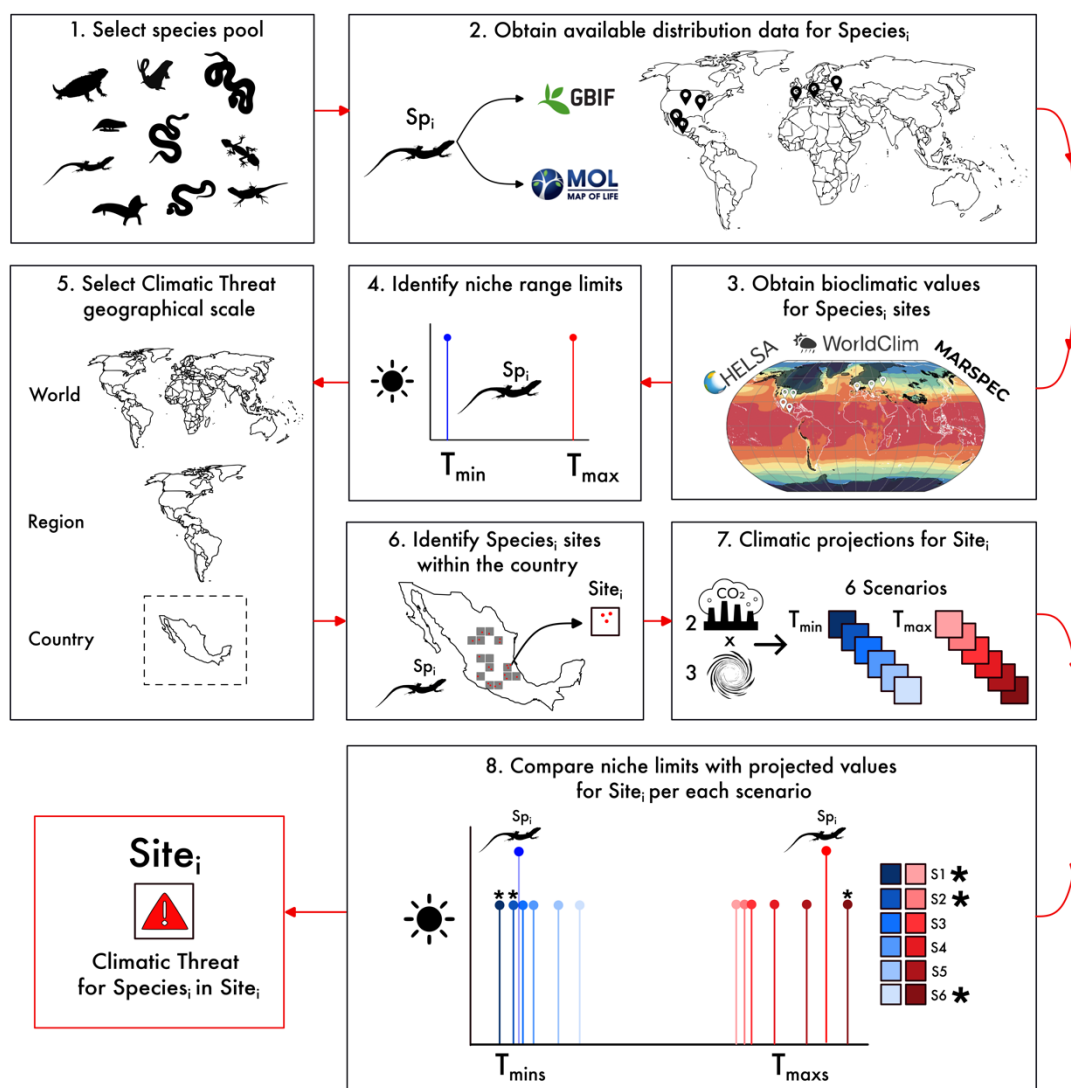 1. Select species pool
2. Obtain available distribution data for Speciesᵢ
Spᵢ
GBIF
MOL
MAP OF LIFE
3. Obtain bioclimatic values
for Speciesᵢ sites
CHELSA
WorldClim
MARSPEC
4. Identify niche range limits
Spᵢ
Tmin
Tmax
5. Select Climatic Threat
geographical scale
World
Region
Country
6. Identify Speciesᵢ sites
within the country
Siteᵢ
Spᵢ
7. Climatic projections for Siteᵢ
CO₂
2
x
3
6 Scenarios
Tmin
Tmax
8. Compare niche limits with projected values
for Siteᵢ per each scenario
Spᵢ
Spᵢ
* *
*
S1 *
S2 *
S3
S4
S5
S6 *
Tmins
Tmaxs
Siteᵢ
!
Climatic Threat
for Speciesᵢ in Siteᵢ